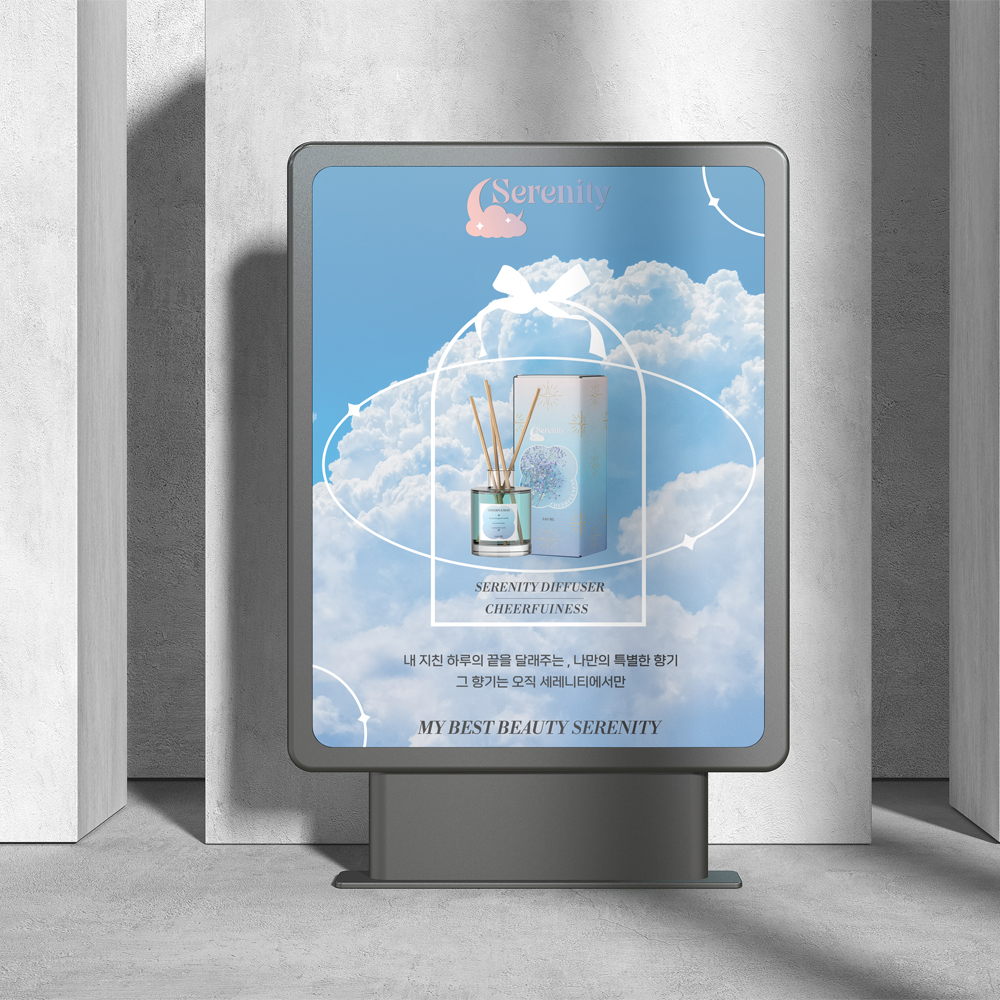 Serenity
Serenity
SERENITY DIFFUSER
CHEERFUINESS
내 지친 하루의 끝을 달래주는 , 나만의 특별한 향기
그 향기는 오직 세레니티에서만
MY BEST BEAUTY SERENITY